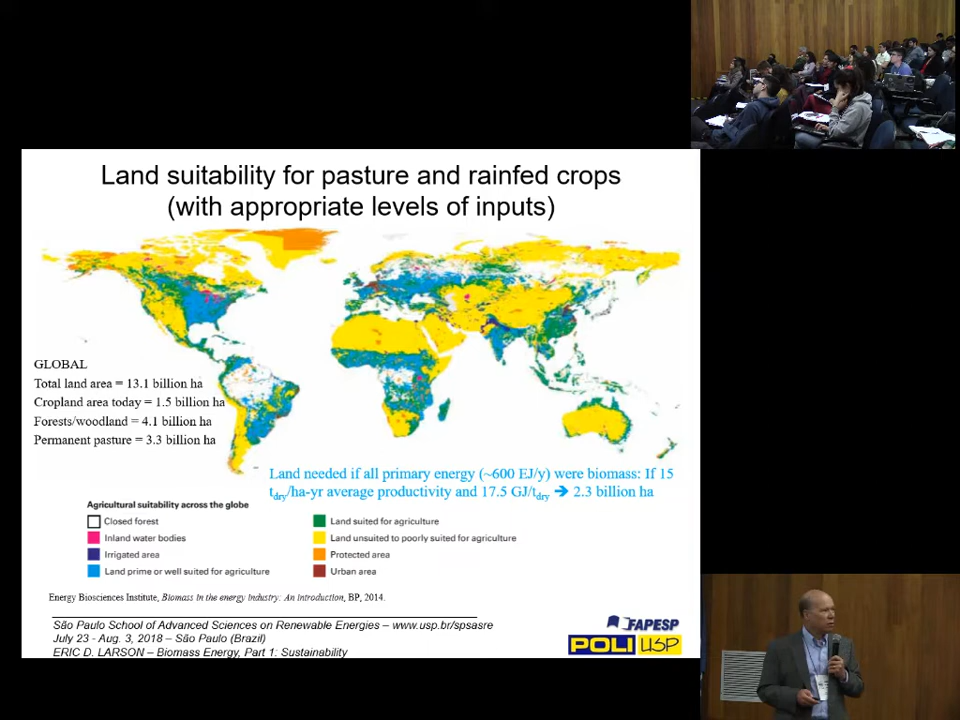 Land suitability for pasture and rainfed crops
(with appropriate levels of inputs)
GLOBAL
Total land area = 13.1 billion ha
Cropland area today = 1.5 billion ha
Forests/woodland = 4.1 billion ha
Permanent pasture = 3.3 billion ha
Land needed if all primary energy (~600 EJ/y) were biomass: If 15
tdry/ha-yr average productivity and 17.5 GJ/tdry ➔ 2.3 billion ha
Agricultural suitability across the globe
Closed forest
Inland water bodies
Irrigated area
Land prime or well suited for agriculture
Land suited for agriculture
Land unsuited to poorly suited for agriculture
Protected area
Urban area
Energy Biosciences Institute, Biomass in the energy industry: An introduction, BP, 2014.
São Paulo School of Advanced Sciences on Renewable Energies – www.usp.br/spsasre
July 23 - Aug. 3, 2018 – São Paulo (Brazil)
ERIC D. LARSON – Biomass Energy, Part 1: Sustainability
FAPESP
POLI USP